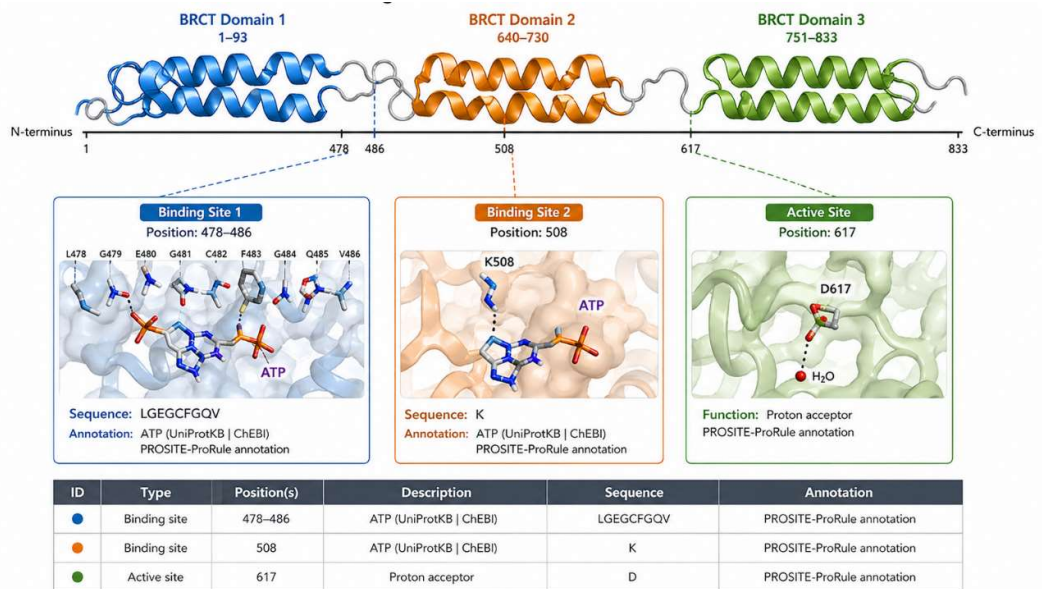 BRCT Domain 1
1–93
BRCT Domain 2
640–730
BRCT Domain 3
751–833
N-terminus
C-terminus
1
478
486
508
617
833
Binding Site 1
Position: 478–486
L478 G479 E480 G481 C482 F483 G484 Q485 V486
ATP
Sequence: LGEGCFGQV
Annotation: ATP (UniProtKB | ChEBI)
PROSITE-ProRule annotation
Binding Site 2
Position: 508
K508
ATP
Sequence: K
Annotation: ATP (UniProtKB | ChEBI)
PROSITE-ProRule annotation
Active Site
Position: 617
D617
H₂O
Function: Proton acceptor
PROSITE-ProRule annotation
ID Type Position(s) Description Sequence Annotation
Binding site 478–486 ATP (UniProtKB | ChEBI) LGEGCFGQV PROSITE-ProRule annotation
Binding site 508 ATP (UniProtKB | ChEBI) K PROSITE-ProRule annotation
Active site 617 Proton acceptor D PROSITE-ProRule annotation